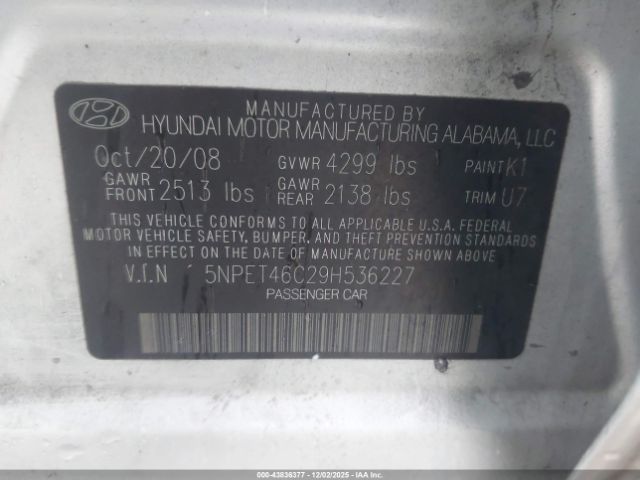 MANUFACTURED BY
HYUNDAI MOTOR MANUFACTURING ALABAMA, LLC
Oct/20/08 GVWR 4299 lbs PAINT K1
GAWR FRONT 2513 lbs GAWR REAR 2138 lbs TRIM U7
THIS VEHICLE CONFORMS TO ALL APPLICABLE U.S.A. FEDERAL
MOTOR VEHICLE SAFETY, BUMPER, AND THEFT PREVENTION STANDARDS
IN EFFECT ON THE DATE OF MANUFACTURE SHOWN ABOVE.
V.I.N 5NPET46C29H536227
PASSENGER CAR
000-43836377 - 12/02/2025 - COPART